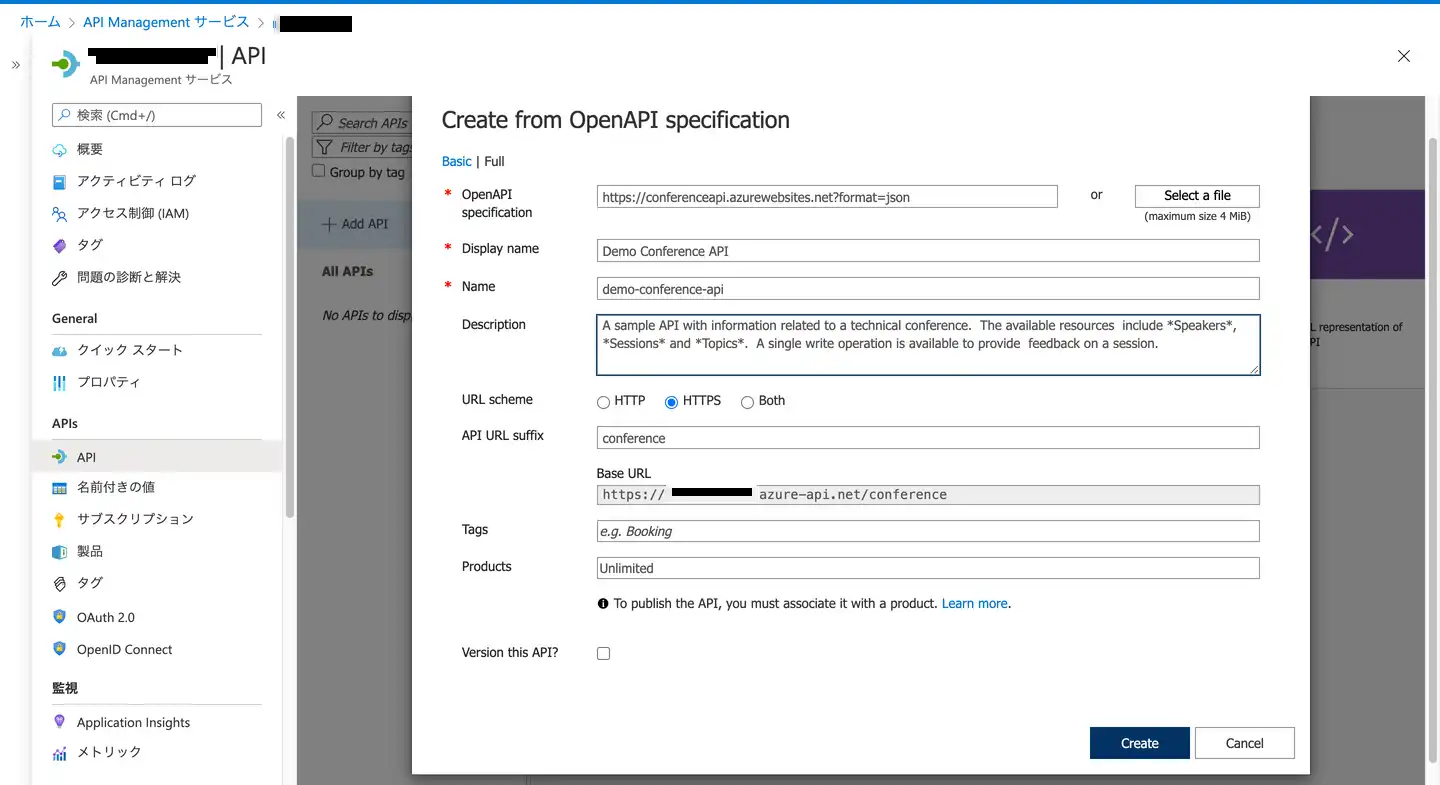 ホーム > API Management サービス >
| API
API Management サービス
検索 (Cmd+/)
概要
アクティビティ ログ
アクセス制御 (IAM)
タグ
問題の診断と解決
General
クイック スタート
プロパティ
APIs
API
名前付きの値
サブスクリプション
製品
タグ
OAuth 2.0
OpenID Connect
監視
Application Insights
メトリック
Search APIs
Filter by tags
Group by tag
+ Add API
All APIs
No APIs to disp
Create from OpenAPI specification
Basic | Full
* OpenAPI specification
https://conferenceapi.azurewebsites.net?format=json
or
Select a file
(maximum size 4 MiB)
* Display name
Demo Conference API
* Name
demo-conference-api
Description
A sample API with information related to a technical conference.  The available resources  include *Speakers*,
*Sessions* and *Topics*.  A single write operation is available to provide  feedback on a session.
URL scheme
HTTP
HTTPS
Both
API URL suffix
conference
Base URL
https://
azure-api.net/conference
Tags
e.g. Booking
Products
Unlimited
To publish the API, you must associate it with a product. Learn more.
Version this API?
Create
Cancel
</>
L representation of
PI